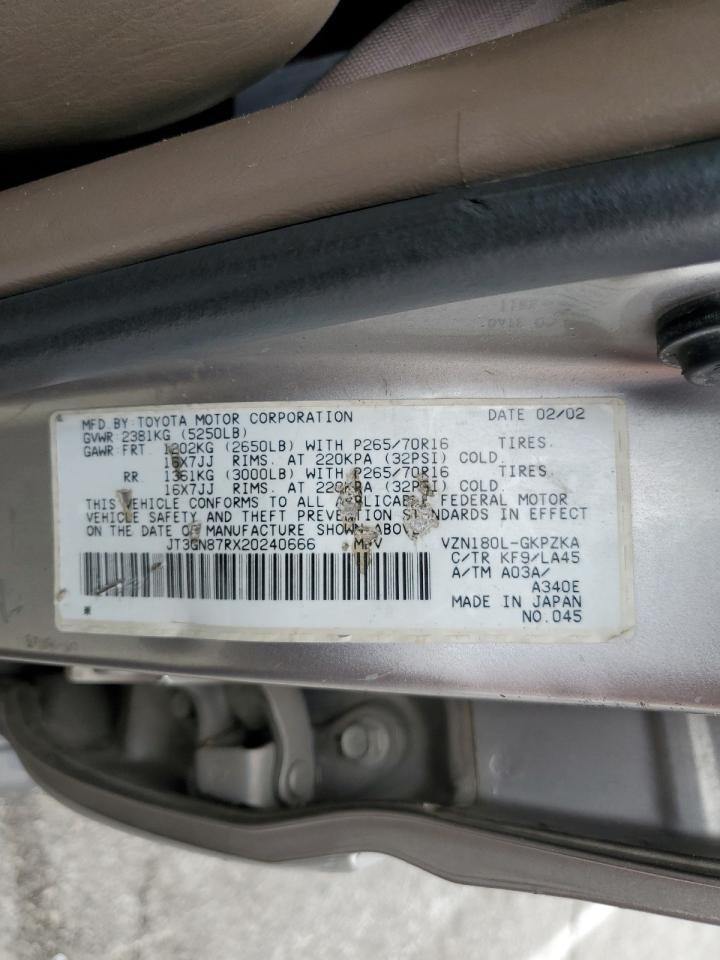 MFD BY: TOYOTA MOTOR CORPORATION DATE 02/02
GVWR: 2381KG (5250LB)
GAWR: FRT 1202KG (2650LB) WITH P265/70R16 TIRES.
16X7JJ RIMS. AT 220KPA (32PSI) COLD.
RR 1361KG (3000LB) WITH P265/70R16 TIRES.
16X7JJ RIMS. AT 220KPA (32PSI) COLD.
THIS VEHICLE CONFORMS TO ALL APPLICABLE FEDERAL MOTOR
VEHICLE SAFETY AND THEFT PREVENTION STANDARDS IN EFFECT
ON THE DATE OF MANUFACTURE SHOWN ABOVE.
JT3GN87RX20240666 MPV VZN180L-GKPZKA
C/TR KF9/LA45
A/TM A03A/
A340E
MADE IN JAPAN
NO.045